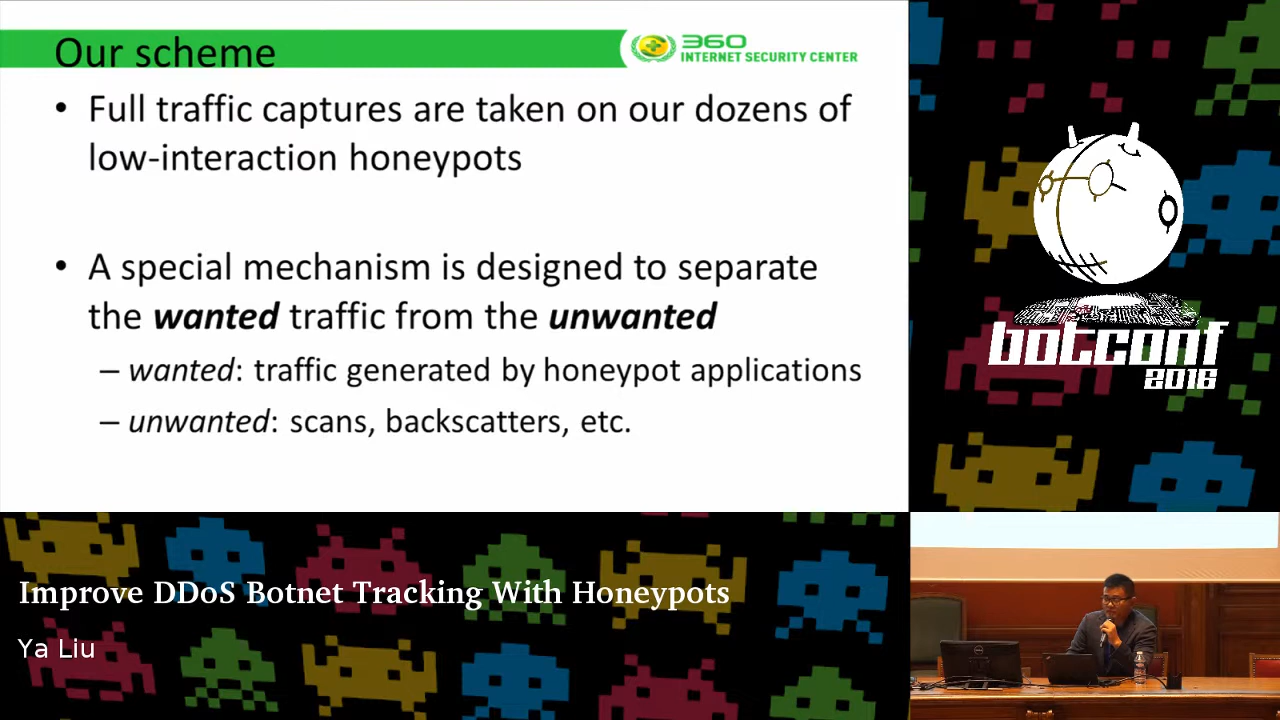 Our scheme
360
INTERNET SECURITY CENTER
• Full traffic captures are taken on our dozens of
low-interaction honeypots
• A special mechanism is designed to separate
the wanted traffic from the unwanted
– wanted: traffic generated by honeypot applications
– unwanted: scans, backscatters, etc.
botconf
2016
Improve DDoS Botnet Tracking With Honeypots
Ya Liu